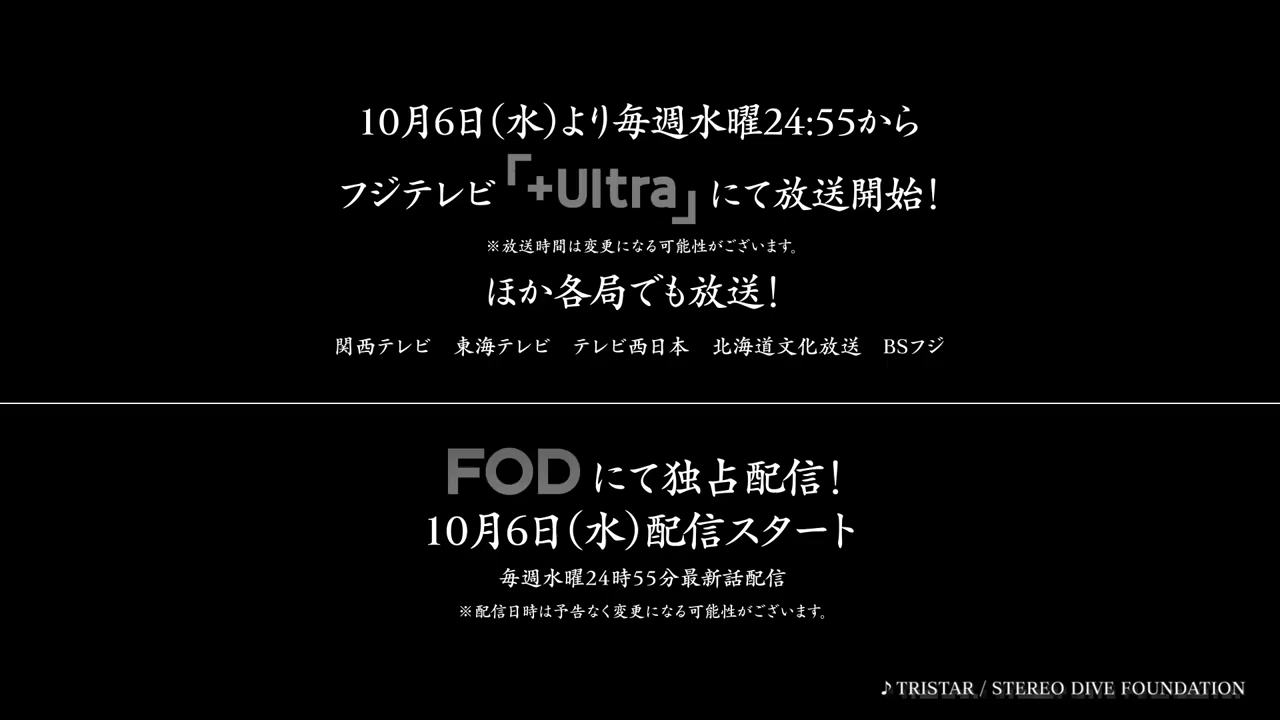 10月6日(水)より毎週水曜24:55から
フジテレビ「+Ultra」にて放送開始!
※放送時間は変更になる可能性がございます。
ほか各局でも放送!
関西テレビ 東海テレビ テレビ西日本 北海道文化放送 BSフジ
FODにて独占配信!
10月6日(水)配信スタート
毎週水曜24時55分最新話配信
※配信日時は予告なく変更になる可能性がございます。
♪TRISTAR / STEREO DIVE FOUNDATION